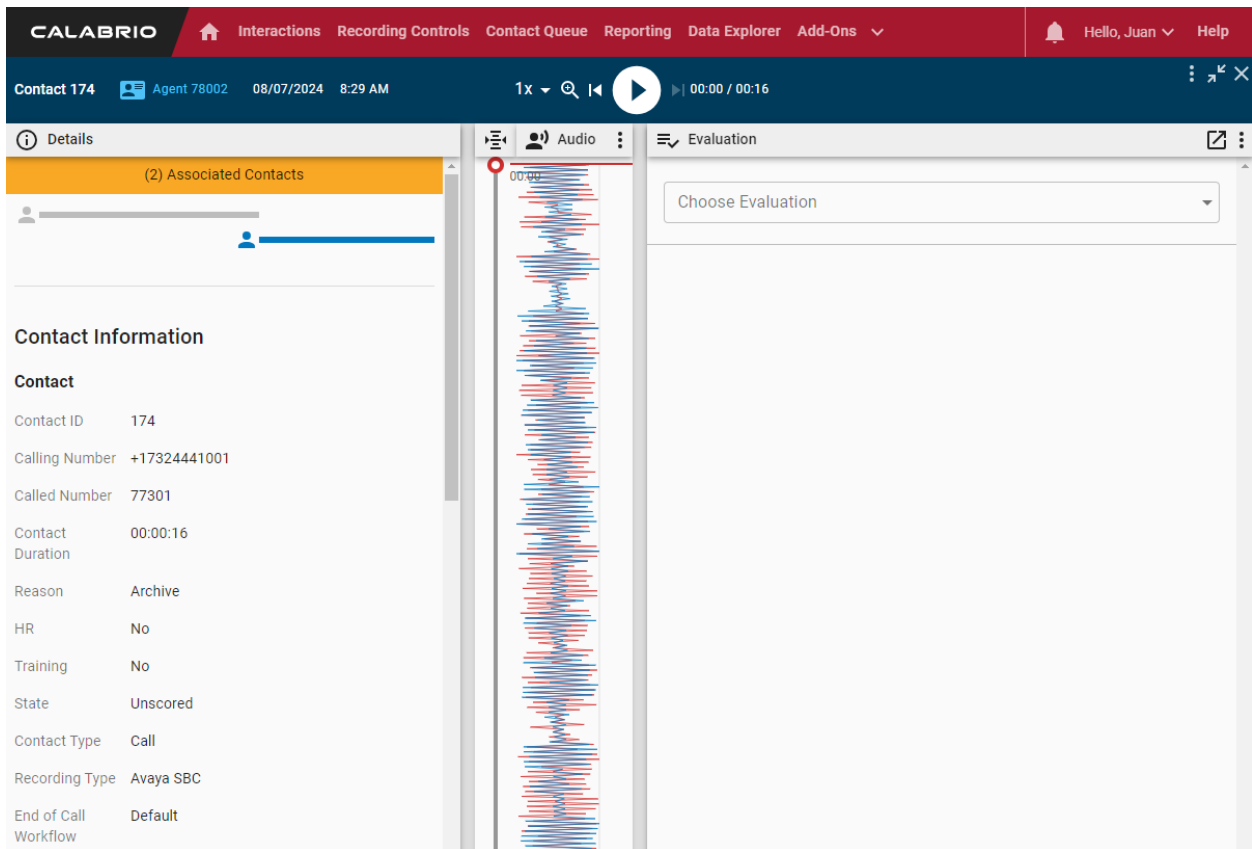 CALABRIO Interactions Recording Controls Contact Queue Reporting Data Explorer Add-Ons Hello, Juan Help
Contact 174 Agent 78002 08/07/2024 8:29 AM 1x 00:00 / 00:16
Details
(2) Associated Contacts
Contact Information
Contact
Contact ID 174
Calling Number +17324441001
Called Number 77301
Contact Duration 00:00:16
Reason Archive
HR No
Training No
State Unscored
Contact Type Call
Recording Type Avaya SBC
End of Call Workflow Default
Audio
00:00
Evaluation
Choose Evaluation